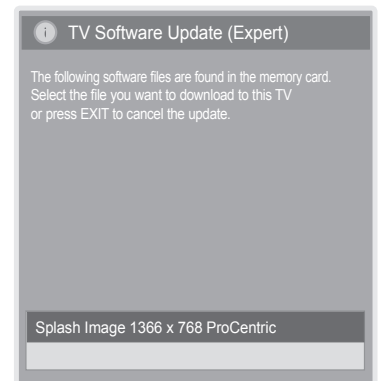 TV Software Update (Expert)
The following software files are found in the memory card.
Select the file you want to download to this TV
or press EXIT to cancel the update.
Splash Image 1366 x 768 ProCentric